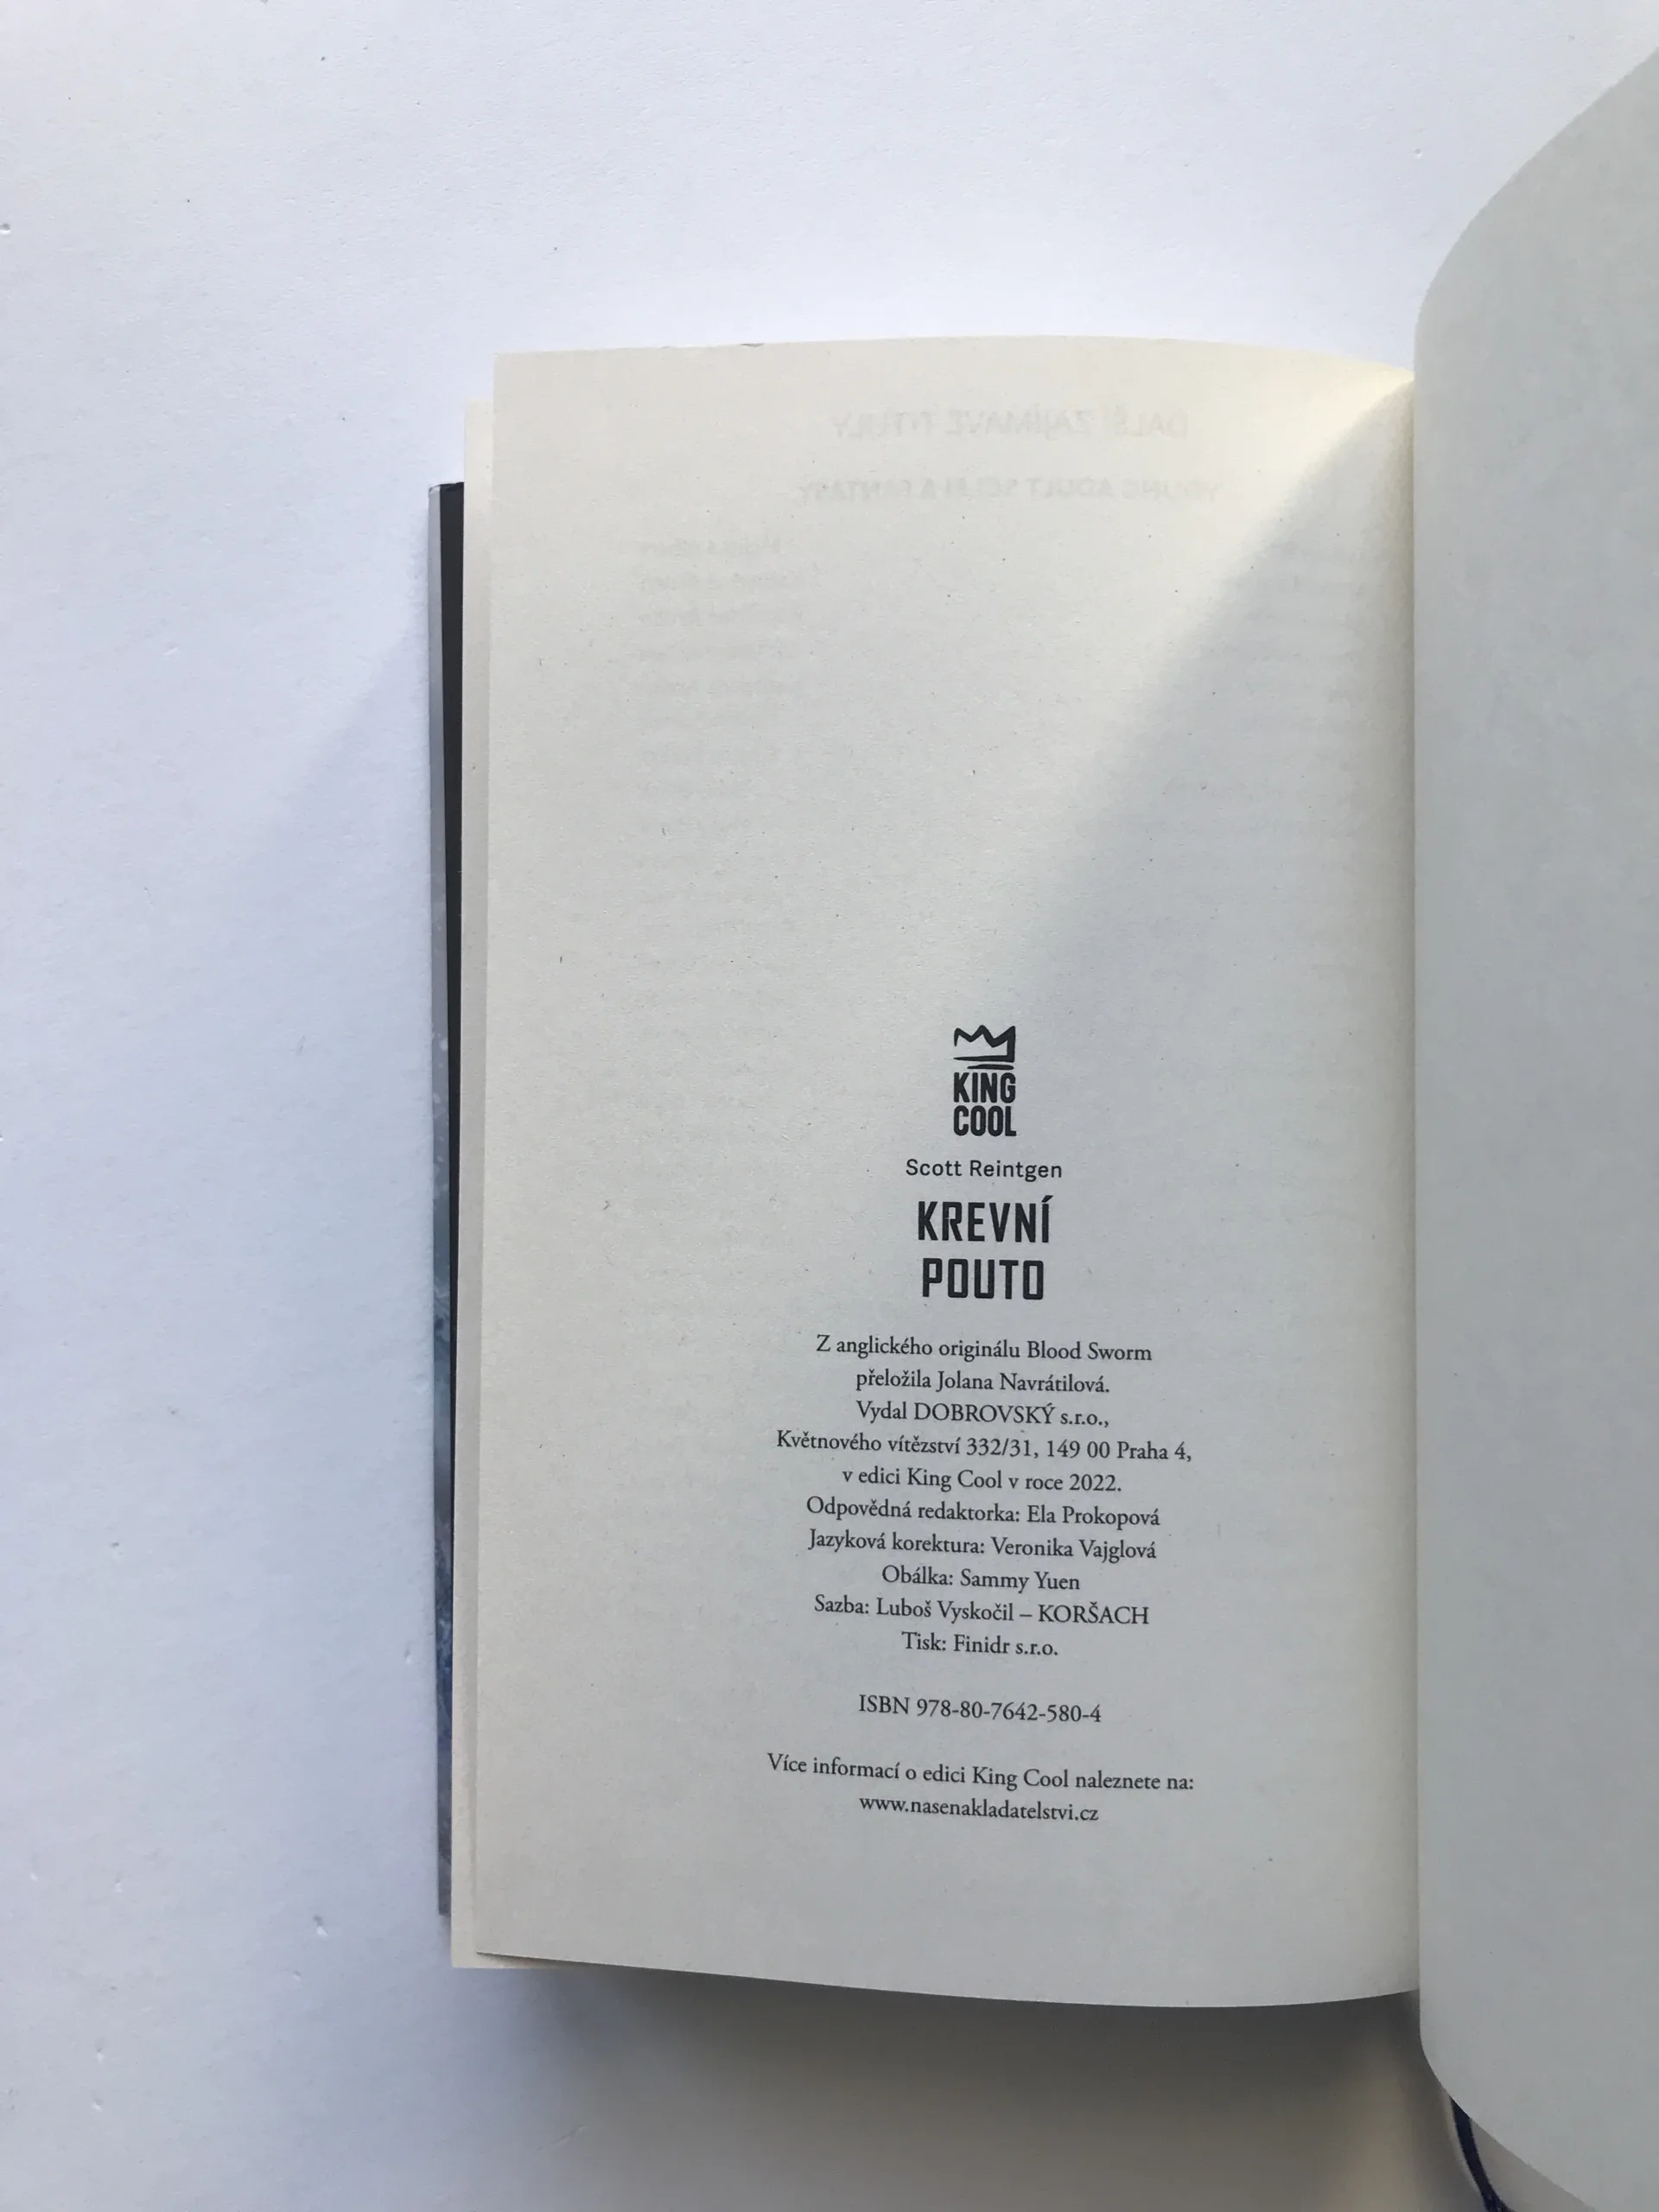 KING
COOL
Scott Reintgen
KREVNÍ
POUTO
Z anglického originálu Blood Sworm
přeložila Jolana Navrátilová.
Vydal DOBROVSKÝ s.r.o.,
Květnového vítězství 332/31, 149 00 Praha 4,
v edici King Cool v roce 2022.
Odpovědná redaktorka: Ela Prokopová
Jazyková korektura: Veronika Vajglová
Obálka: Sammy Yuen
Sazba: Luboš Vyskočil – KORŠACH
Tisk: Finidr s.r.o.
ISBN 978-80-7642-580-4
Více informací o edici King Cool naleznete na:
www.nasenakladatelstvi.cz